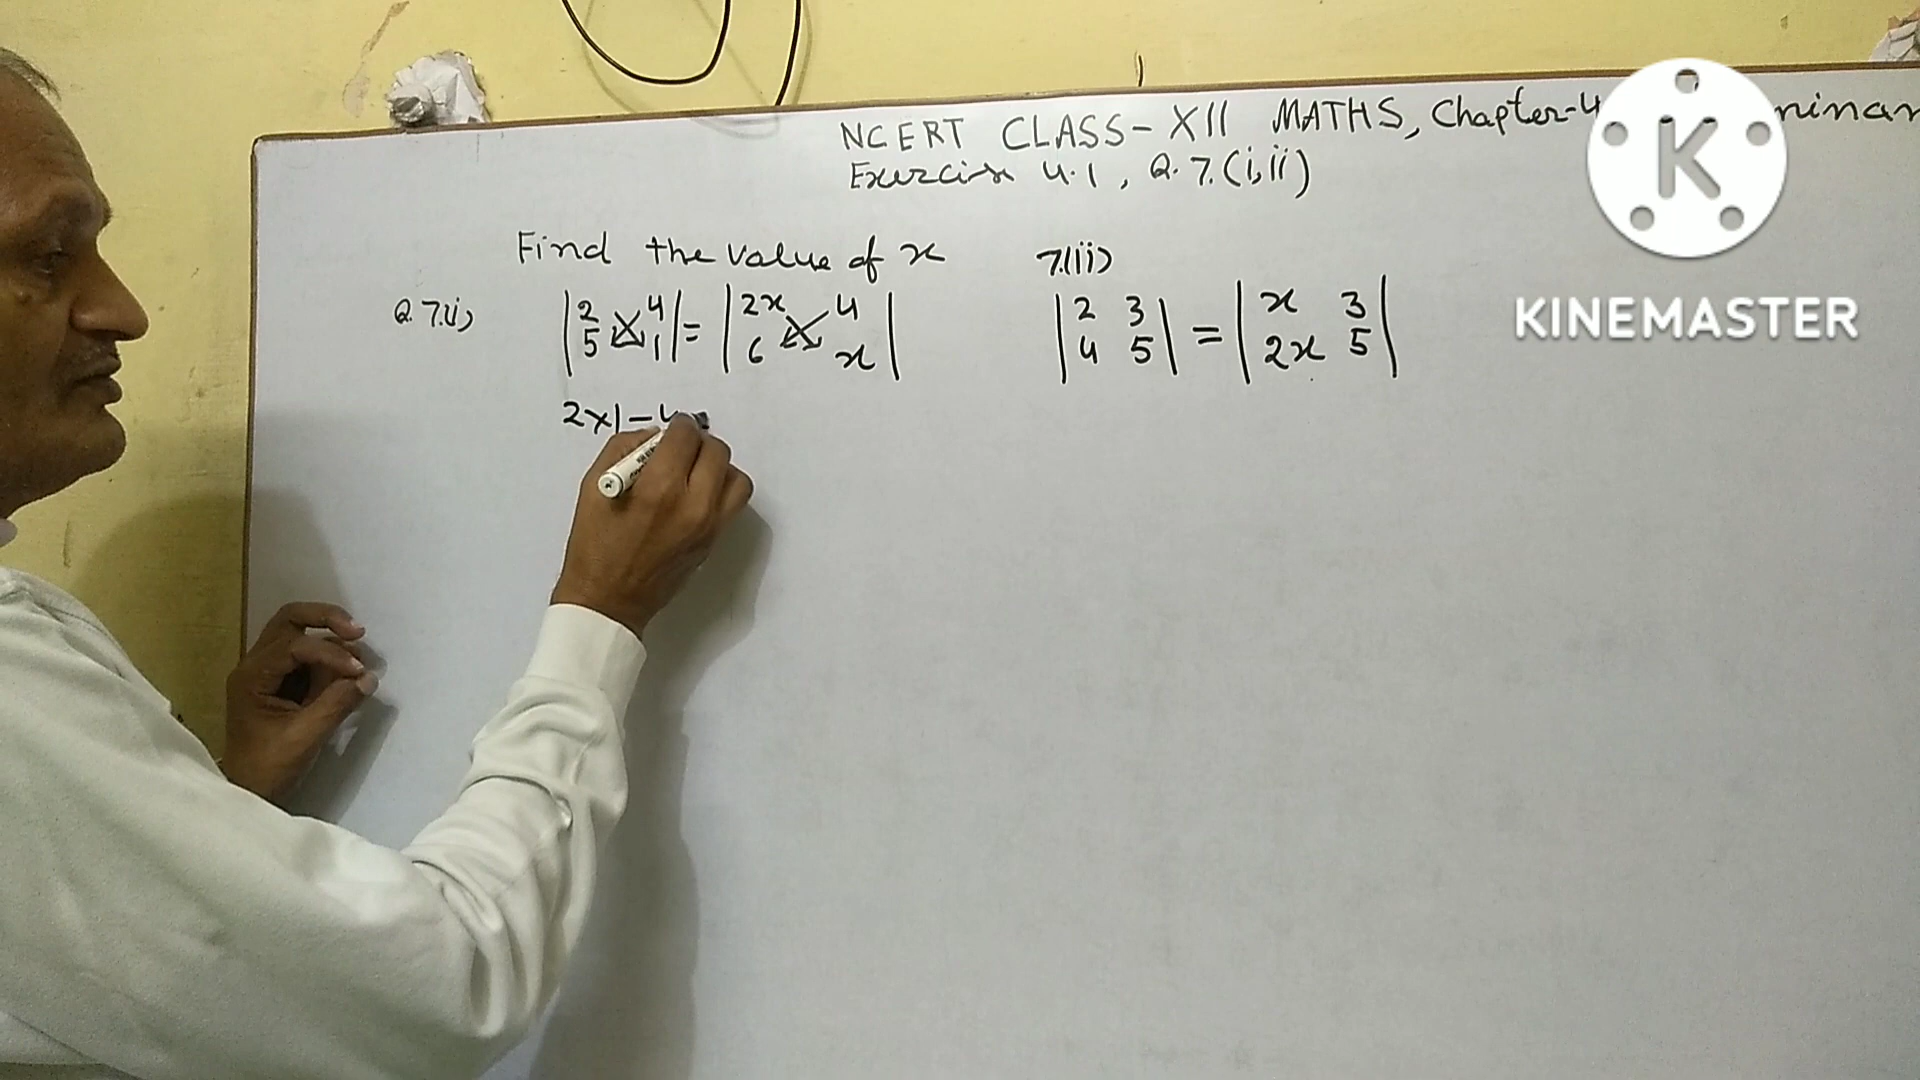 NCERT CLASS-XII MATHS, Chapter-4
Exercise 4.1, Q.7.(i,ii)
Find the value of x
Q.7.(i) |2 4| = |2x 4|
|5 1| |6 x|
7.(ii)
|2 3| = |x 3|
|4 5| |2x 5|
2x1-4
K
KINEMASTER